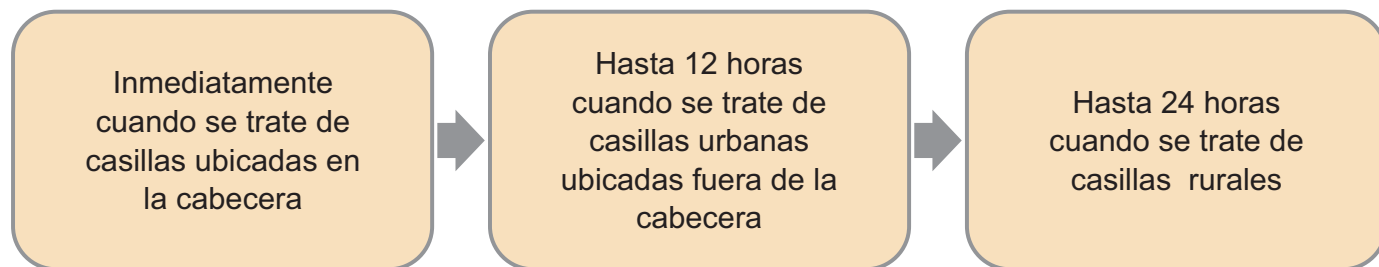 Inmediatamente
cuando se trate de
casillas ubicadas en
la cabecera
Hasta 12 horas
cuando se trate de
casillas urbanas
ubicadas fuera de la
cabecera
Hasta 24 horas
cuando se trate de
casillas  rurales